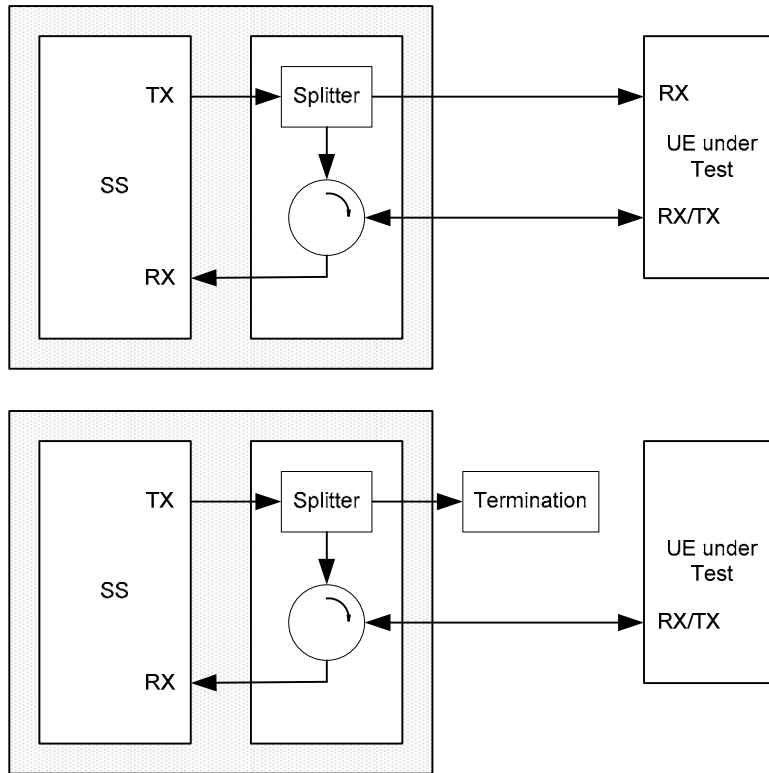 TX
Splitter
RX
SS
UE under
Test
RX/TX
RX
TX
Splitter
Termination
SS
UE under
Test
RX/TX
RX